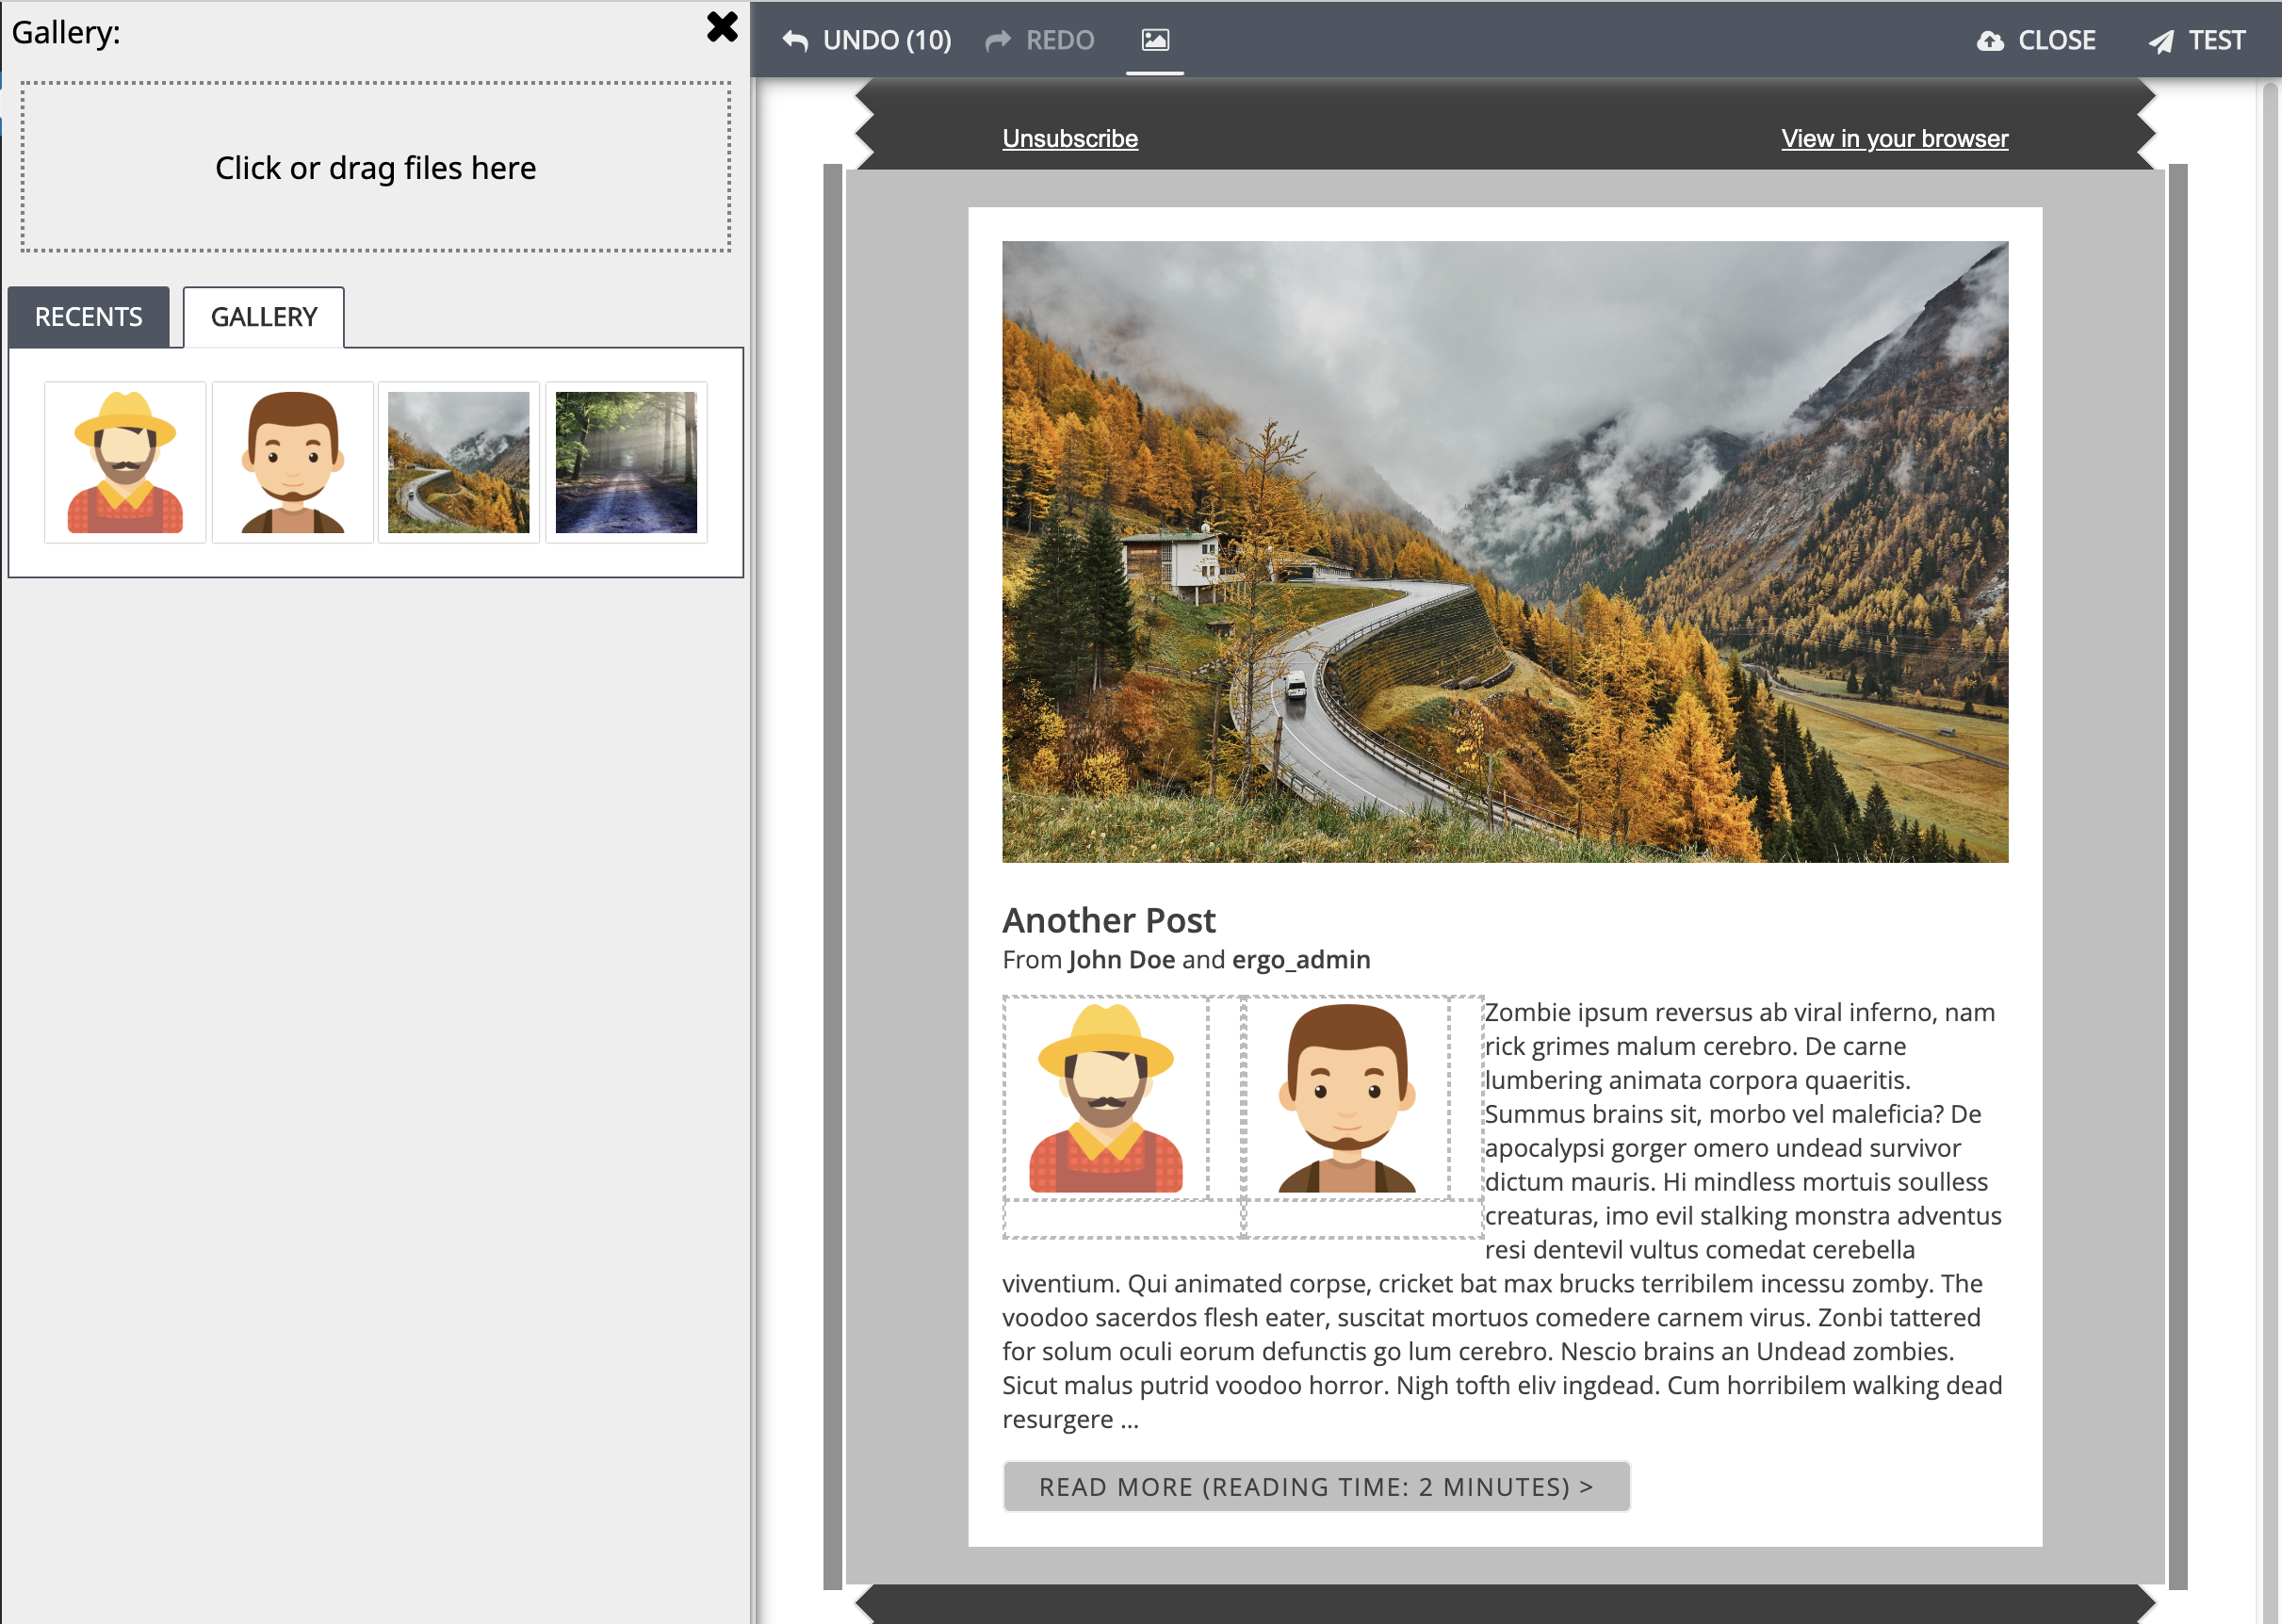 Gallery:
UNDO (10)
REDO
CLOSE
TEST
Click or drag files here
RECENTS
GALLERY
Unsubscribe
View in your browser
Another Post
From John Doe and ergo_admin
Zombie ipsum reversus ab viral inferno, nam
rick grimes malum cerebro. De carne
lumbering animata corpora quaeritis.
Summus brains sit, morbo vel maleficia? De
apocalypsi gorger omero undead survivor
dictum mauris. Hi mindless mortuis soulless
creaturas, imo evil stalking monstra adventus
resi dentevil vultus comedat cerebella
viventium. Qui animated corpse, cricket bat max brucks terribilem incessu zomby. The
voodoo sacerdos flesh eater, suscitat mortuos comedere carnem virus. Zonbi tattered
for solum oculi eorum defunctis go lum cerebro. Nescio brains an Undead zombies.
Sicut malus putrid voodoo horror. Nigh tofth eliv ingdead. Cum horribilem walking dead
resurgere ...
READ MORE (READING TIME: 2 MINUTES) >